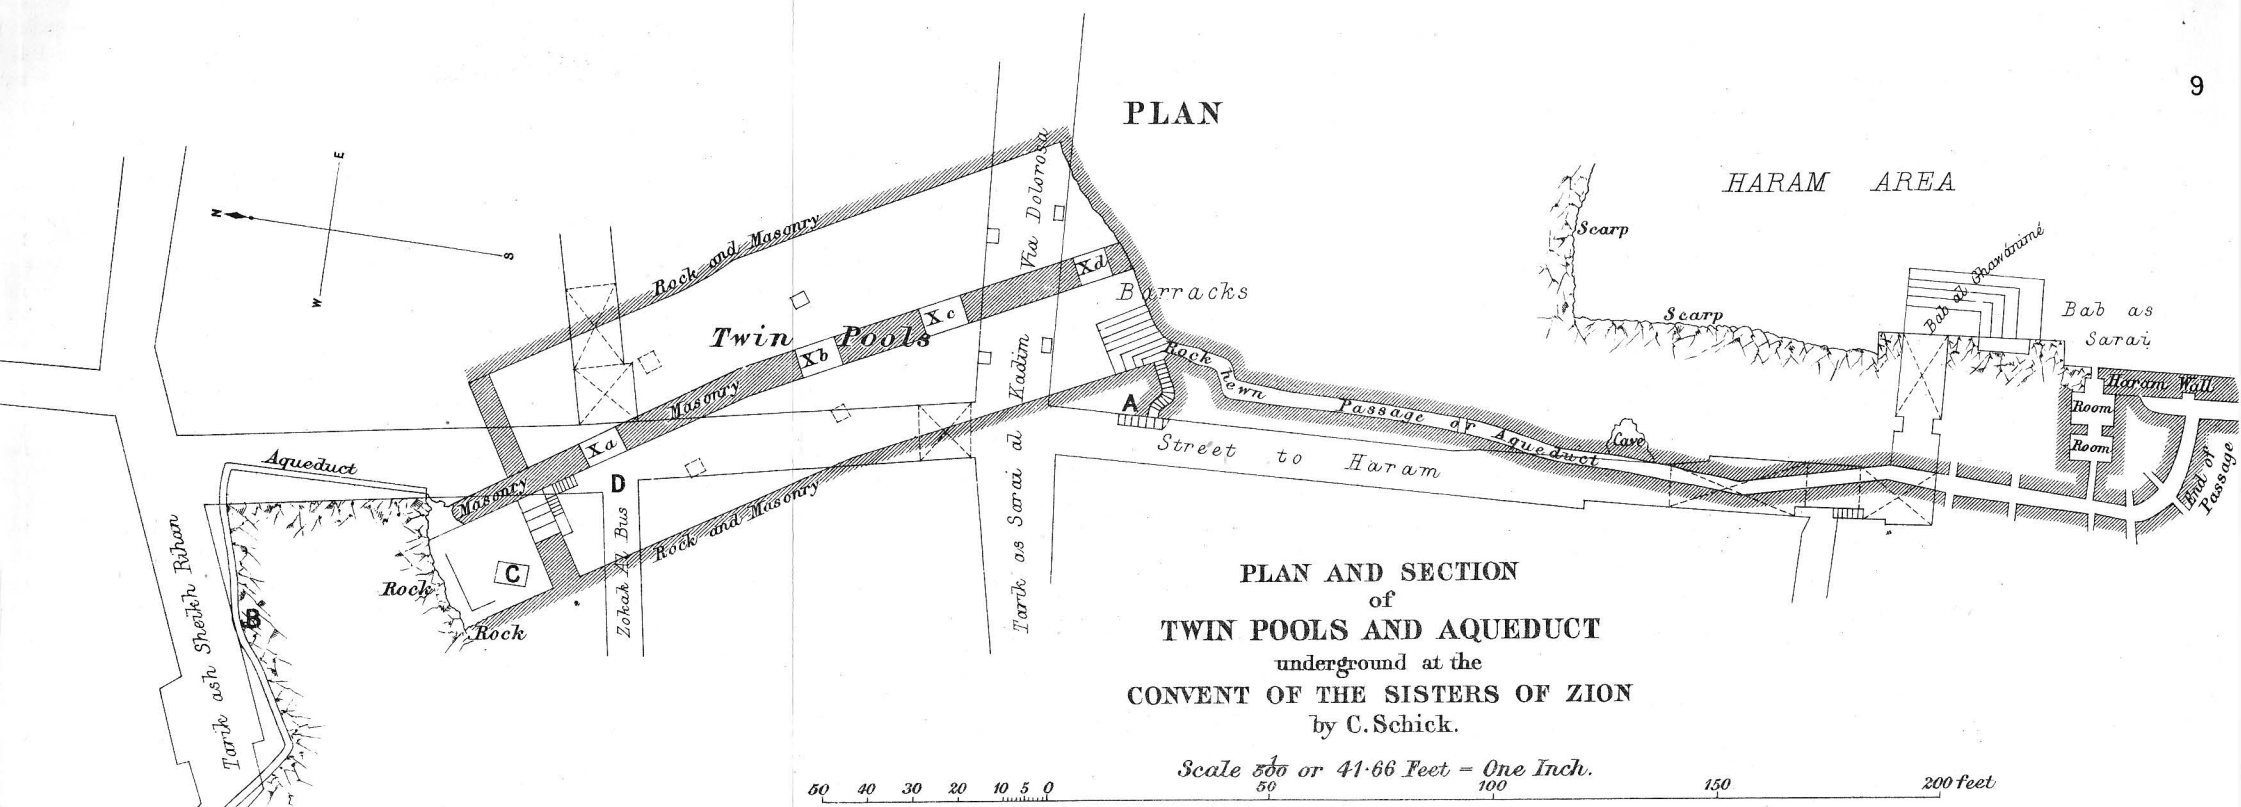 9
PLAN
HARAM AREA
E
N
S
W
Scarp
Scarp
Bab al Ghawánimé
Bab as
Sarai
Rock and Masonry
Via Dolorosa
Xd
Barracks
Xc
Twin Pools
Xb
Masonry
Xa
Masonry
Rock hewn Passage or Aqueduct
Cave
Haram Wall
Room
Room
End of
Passage
A
Street to Haram
Tarik as Sarai al Kadim
Aqueduct
D
Zokak Al Bus
Rock and Masonry
C
Rock
Rock
B
Tarik ash Sheikh Rihan
PLAN AND SECTION
of
TWIN POOLS AND AQUEDUCT
underground at the
CONVENT OF THE SISTERS OF ZION
by C. Schick.
Scale 1/500 or 41·66 Feet = One Inch.
50 40 30 20 10 5 0 50 100 150 200 feet